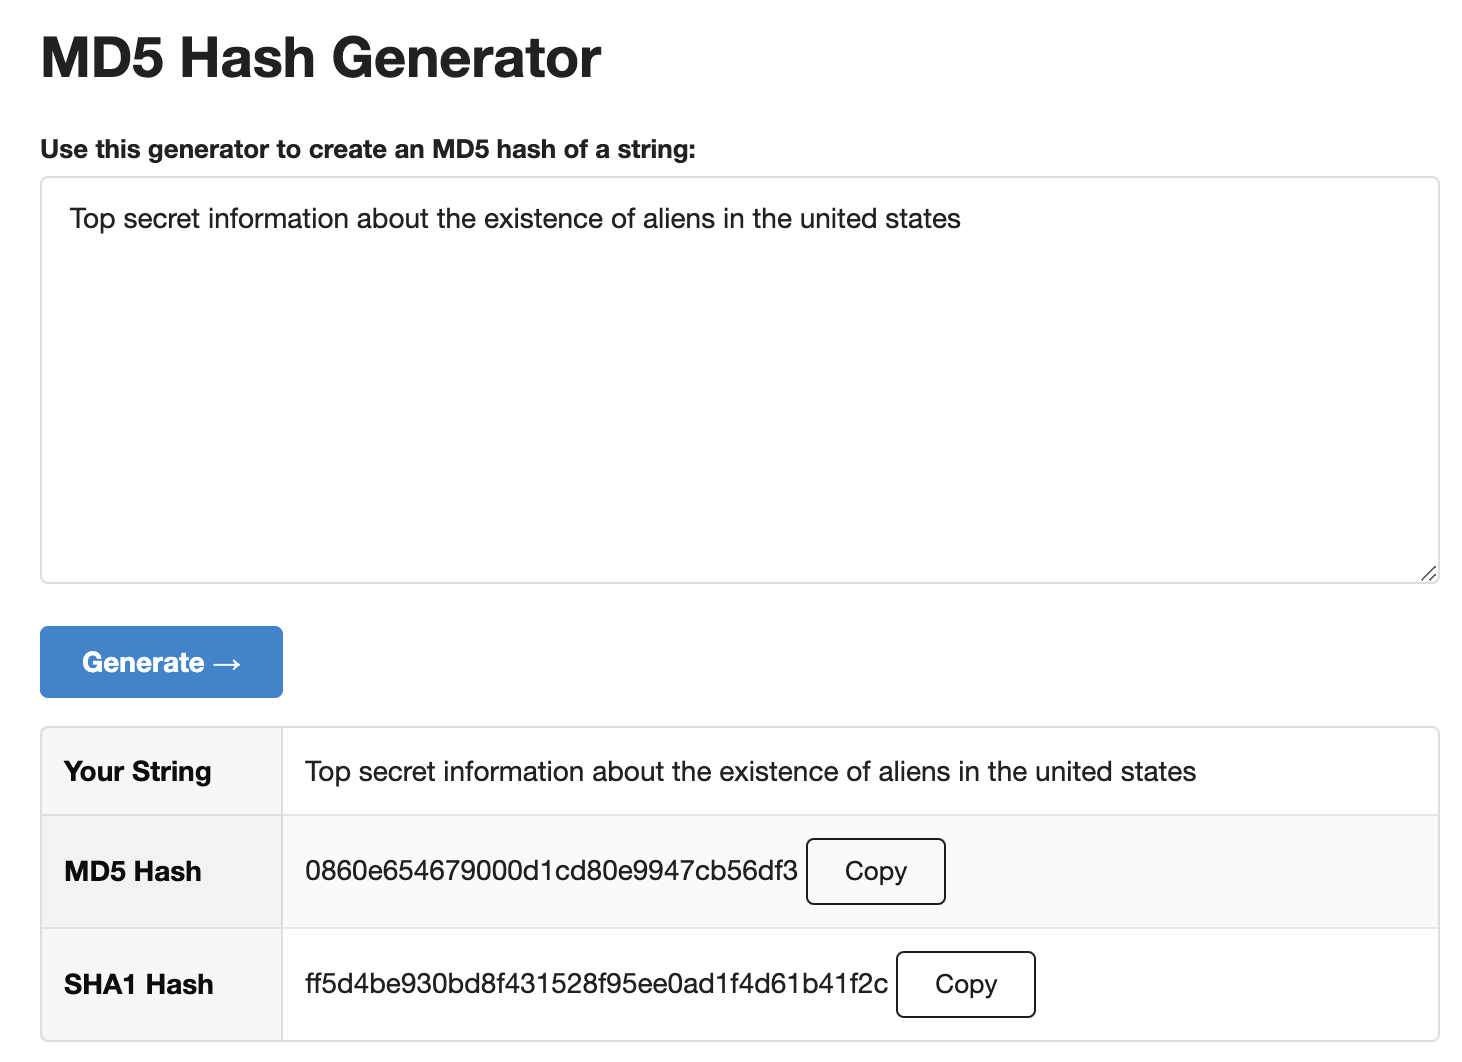 MD5 Hash Generator
Use this generator to create an MD5 hash of a string:
Top secret information about the existence of aliens in the united states
Generate →
Your String Top secret information about the existence of aliens in the united states
MD5 Hash 0860e654679000d1cd80e9947cb56df3 Copy
SHA1 Hash ff5d4be930bd8f431528f95ee0ad1f4d61b41f2c Copy